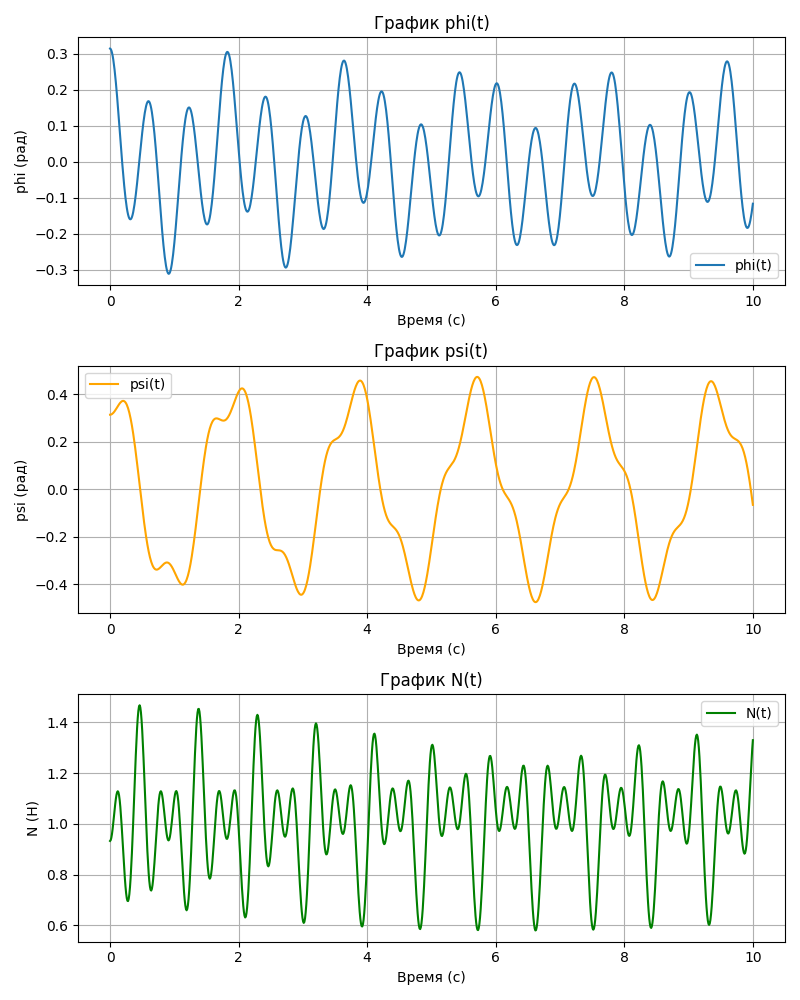 График phi(t)
phi (рад)
0.3
0.2
0.1
0.0
−0.1
−0.2
−0.3
phi(t)
0 2 4 6 8 10
Время (с)
График psi(t)
psi (рад)
psi(t)
0.4
0.2
0.0
−0.2
−0.4
0 2 4 6 8 10
Время (с)
График N(t)
N (Н)
N(t)
1.4
1.2
1.0
0.8
0.6
0 2 4 6 8 10
Время (с)